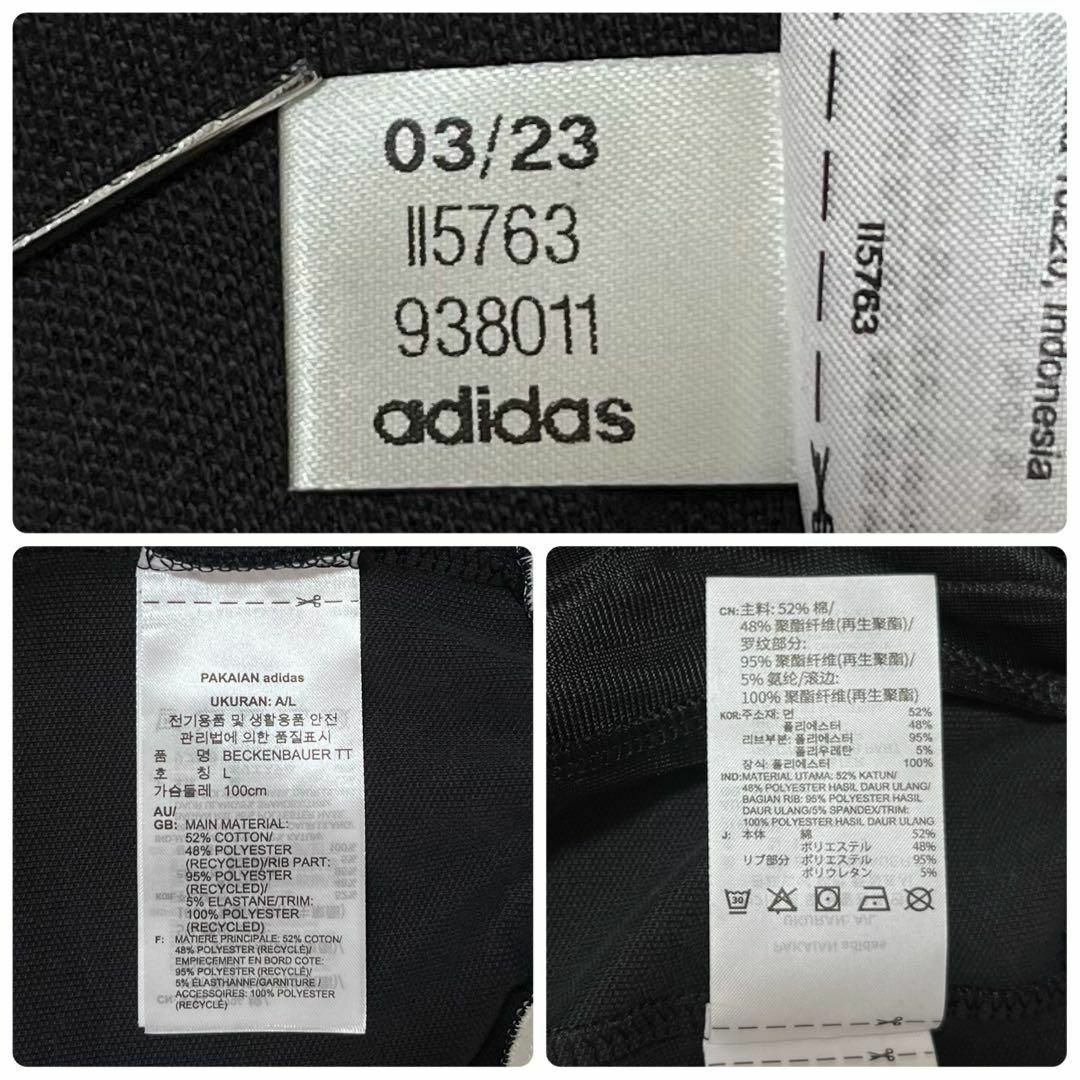 03/23
II5763
938011
adidas
II5763
Indonesia
PAKAIAN adidas
UKURAN: A/L
전기용품 및 생활용품 안전
관리법에 의한 품질표시
품 명 BECKENBAUER TT
호 칭 L
가슴둘레 100cm
AU/
GB: MAIN MATERIAL:
52% COTTON/
48% POLYESTER
(RECYCLED)/RIB PART:
95% POLYESTER
(RECYCLED)/
5% ELASTANE/TRIM:
100% POLYESTER
(RECYCLED)
F: MATIERE PRINCIPALE: 52% COTON/
48% POLYESTER (RECYCLÉ)/
EMPIECEMENT EN BORD COTE:
95% POLYESTER (RECYCLÉ)/
5% ÉLASTHANNE/GARNITURE /
ACCESSOIRES: 100% POLYESTER
(RECYCLÉ)
CN: 主料: 52% 棉/
48% 聚酯纤维(再生聚酯)/
罗纹部分:
95% 聚酯纤维(再生聚酯)/
5% 氨纶/滚边:
100% 聚酯纤维(再生聚酯)
KOR: 주소재: 면 52%
폴리에스터 48%
리브부분: 폴리에스터 95%
폴리우레탄 5%
장식: 폴리에스터 100%
IND: MATERIAL UTAMA: 52% KATUN/
48% POLYESTER HASIL DAUR ULANG/
BAGIAN RIB: 95% POLYESTER HASIL
DAUR ULANG/5% SPANDEX/TRIM:
100% POLYESTER HASIL DAUR ULANG
J: 本体 綿 52%
ポリエステル 48%
リブ部分 ポリエステル 95%
ポリウレタン 5%
30